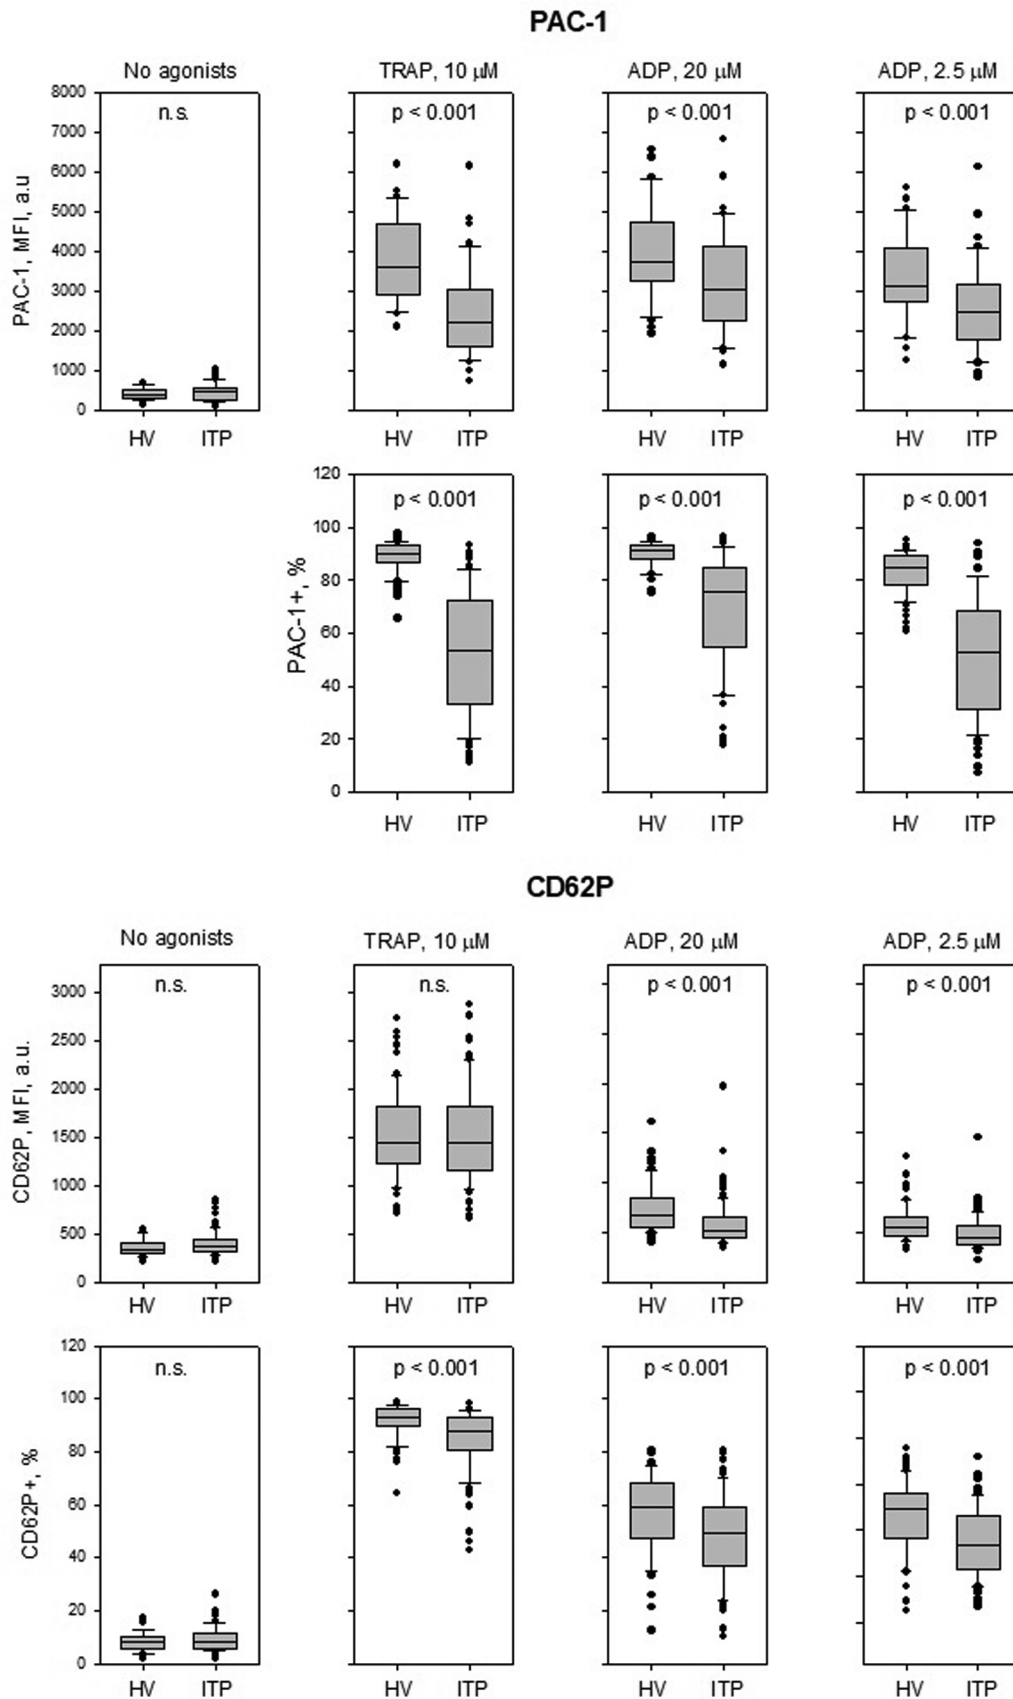 PAC-1
No agonists
TRAP, 10 μM
ADP, 20 μM
ADP, 2.5 μM
8000
7000
6000
5000
4000
3000
2000
1000
0
PAC-1, MFI, a.u
n.s.
p < 0.001
p < 0.001
p < 0.001
HV ITP
HV ITP
HV ITP
HV ITP
120
100
80
60
40
20
0
PAC-1+, %
p < 0.001
p < 0.001
p < 0.001
HV ITP
HV ITP
HV ITP
CD62P
No agonists
TRAP, 10 μM
ADP, 20 μM
ADP, 2.5 μM
3000
2500
2000
1500
1000
500
0
CD62P, MFI, a.u.
n.s.
n.s.
p < 0.001
p < 0.001
HV ITP
HV ITP
HV ITP
HV ITP
120
100
80
60
40
20
0
CD62P+, %
n.s.
p < 0.001
p < 0.001
p < 0.001
HV ITP
HV ITP
HV ITP
HV ITP